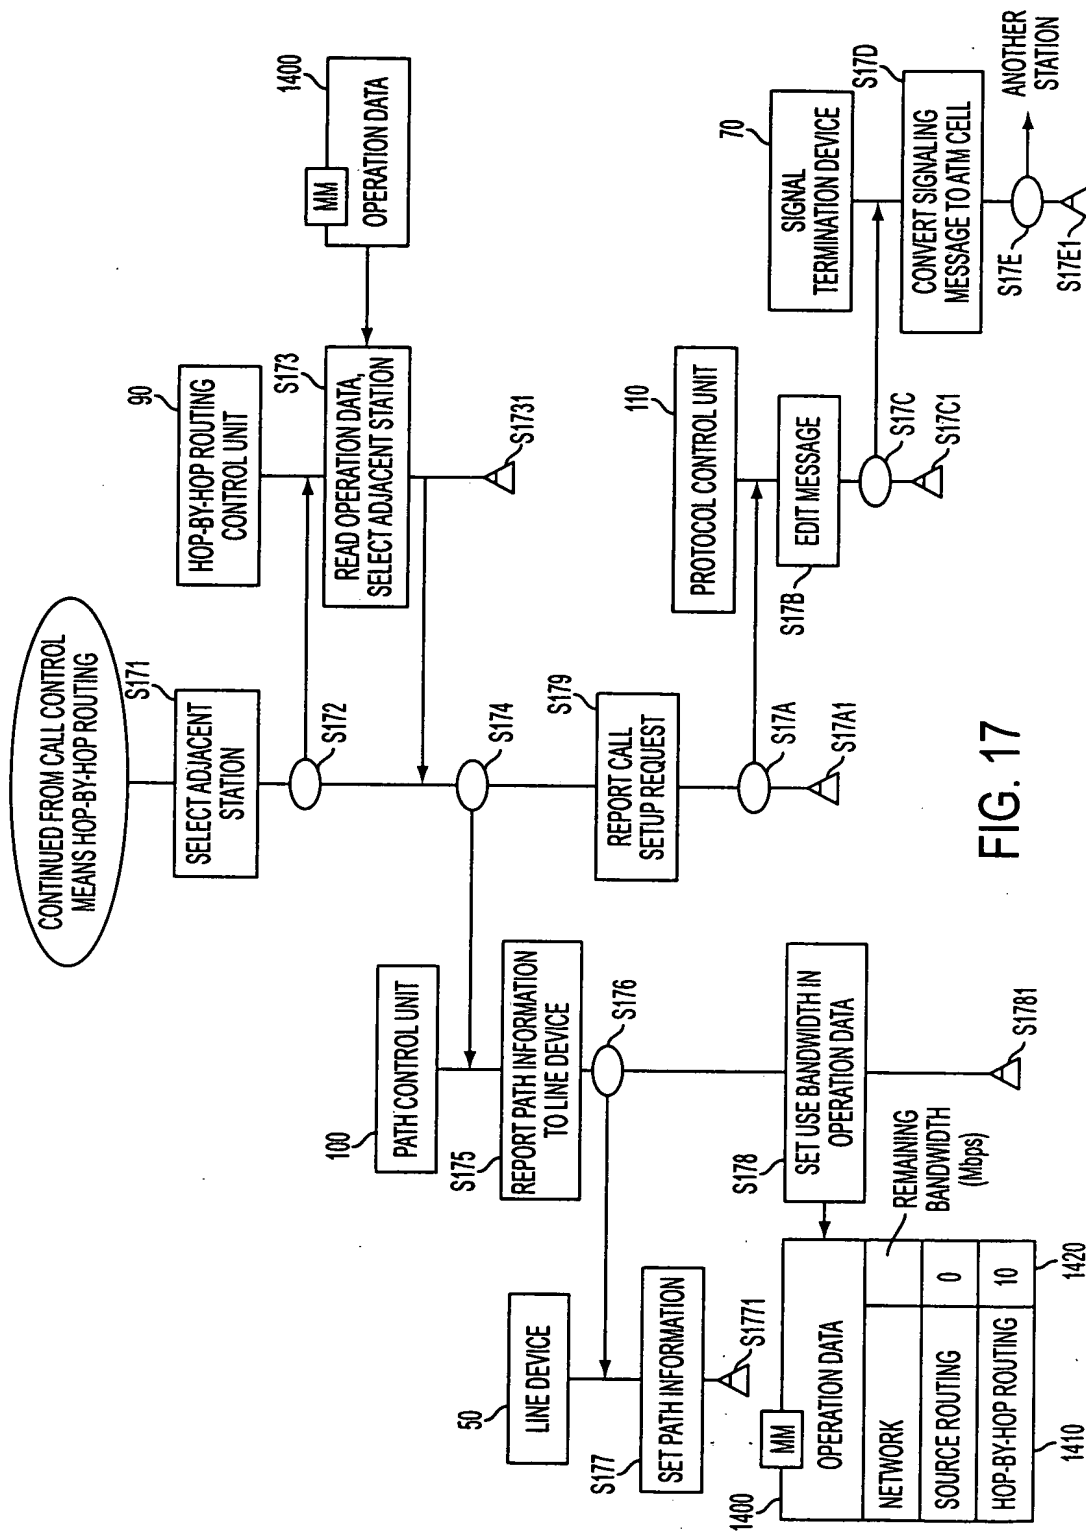 CONTINUED FROM CALL CONTROL
MEANS HOP-BY-HOP ROUTING
S171
SELECT ADJACENT
STATION
S172
90
HOP-BY-HOP ROUTING
CONTROL UNIT
S173
READ OPERATION DATA,
SELECT ADJACENT STATION
S1731
1400
MM
OPERATION DATA
S174
100
PATH CONTROL UNIT
S175
REPORT PATH INFORMATION
TO LINE DEVICE
S176
50
LINE DEVICE
S177
SET PATH INFORMATION
S1771
S178
SET USE BANDWIDTH IN
OPERATION DATA
S1781
1400
MM
OPERATION DATA
REMAINING
BANDWIDTH
(Mbps)
NETWORK
SOURCE ROUTING
0
HOP-BY-HOP ROUTING
10
1410
1420
S179
REPORT CALL
SETUP REQUEST
S17A
S17A1
110
PROTOCOL CONTROL UNIT
S17B
EDIT MESSAGE
S17C
S17C1
70
SIGNAL
TERMINATION DEVICE
S17D
CONVERT SIGNALING
MESSAGE TO ATM CELL
S17E
ANOTHER
STATION
S17E1
FIG. 17